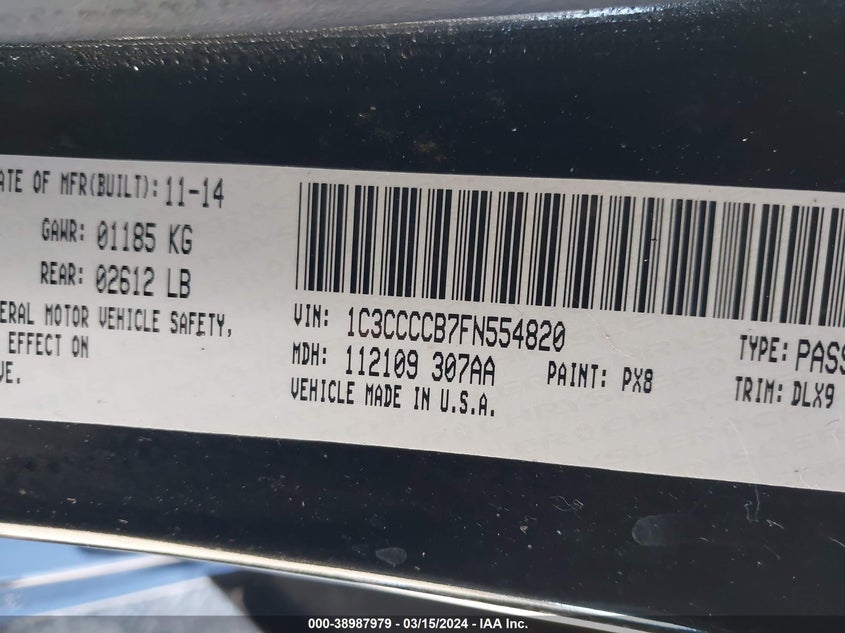 ATE OF MFR(BUILT): 11-14
GAWR: 01185 KG
REAR: 02612 LB
ERAL MOTOR VEHICLE SAFETY,
EFFECT ON
VE.
VIN: 1C3CCCCB7FN554820
MDH: 112109 307AA
VEHICLE MADE IN U.S.A.
PAINT: PX8
TYPE: PASS
TRIM: DLX9
000-38987979 - 03/15/2024 - IAA Inc.